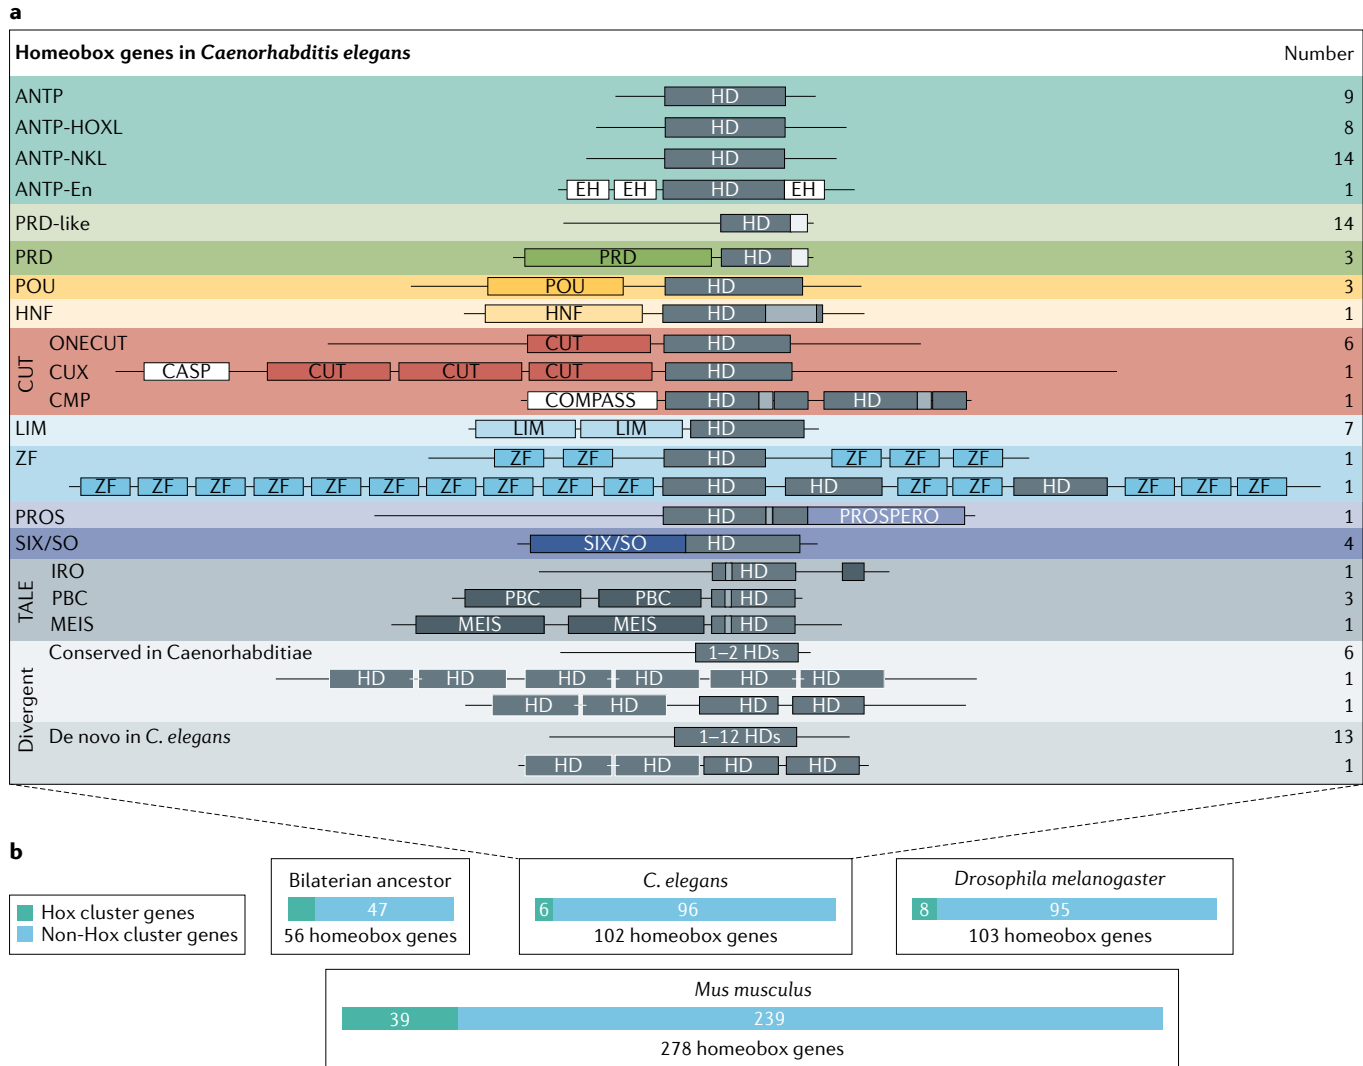 a
Homeobox genes in Caenorhabditis elegans Number
ANTP HD 9
ANTP-HOXL HD 8
ANTP-NKL HD 14
ANTP-En EH EH HD EH 1
PRD-like HD 14
PRD PRD HD 3
POU POU HD 3
HNF HNF HD 1
CUT
ONECUT CUT HD 6
CUX CASP CUT CUT CUT HD 1
CMP COMPASS HD HD 1
LIM LIM LIM HD 7
ZF ZF ZF HD ZF ZF ZF 1
ZF ZF ZF ZF ZF ZF ZF ZF ZF ZF HD HD ZF ZF HD ZF ZF ZF 1
PROS HD PROSPERO 1
SIX/SO SIX/SO HD 4
TALE
IRO HD 1
PBC PBC PBC HD 3
MEIS MEIS MEIS HD 1
Divergent
Conserved in Caenorhabditiae 1–2 HDs 6
HD HD HD HD HD HD 1
HD HD HD HD 1
De novo in C. elegans 1–12 HDs 13
HD HD HD HD 1
b
Hox cluster genes
Non-Hox cluster genes
Bilaterian ancestor
47
56 homeobox genes
C. elegans
6 96
102 homeobox genes
Drosophila melanogaster
8 95
103 homeobox genes
Mus musculus
39 239
278 homeobox genes